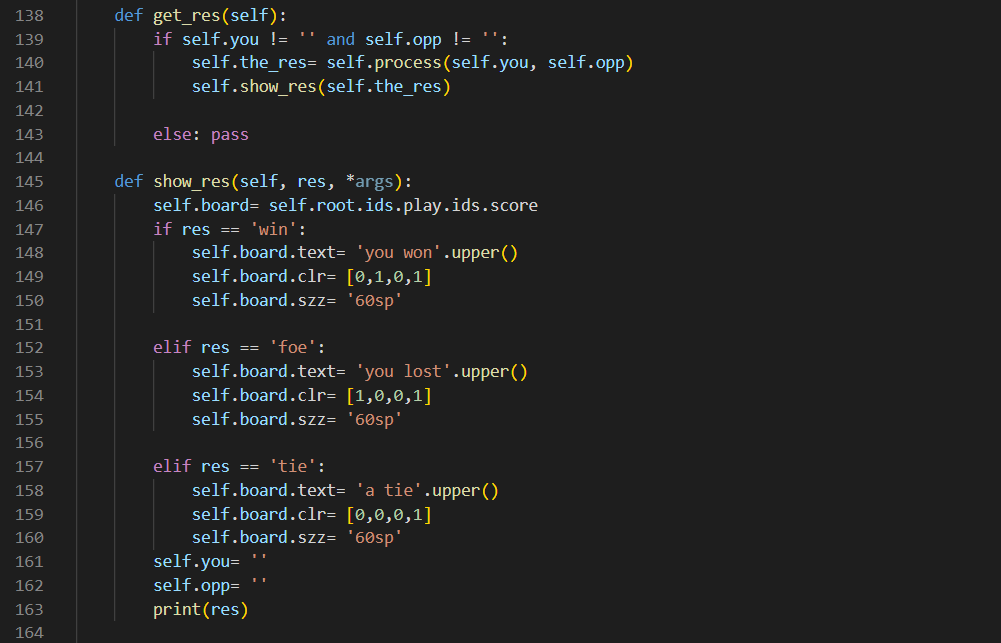 138 def get_res(self):
139 if self.you != '' and self.opp != '':
140 self.the_res= self.process(self.you, self.opp)
141 self.show_res(self.the_res)
142
143 else: pass
144
145 def show_res(self, res, *args):
146 self.board= self.root.ids.play.ids.score
147 if res == 'win':
148 self.board.text= 'you won'.upper()
149 self.board.clr= [0,1,0,1]
150 self.board.szz= '60sp'
151
152 elif res == 'foe':
153 self.board.text= 'you lost'.upper()
154 self.board.clr= [1,0,0,1]
155 self.board.szz= '60sp'
156
157 elif res == 'tie':
158 self.board.text= 'a tie'.upper()
159 self.board.clr= [0,0,0,1]
160 self.board.szz= '60sp'
161 self.you= ''
162 self.opp= ''
163 print(res)
164